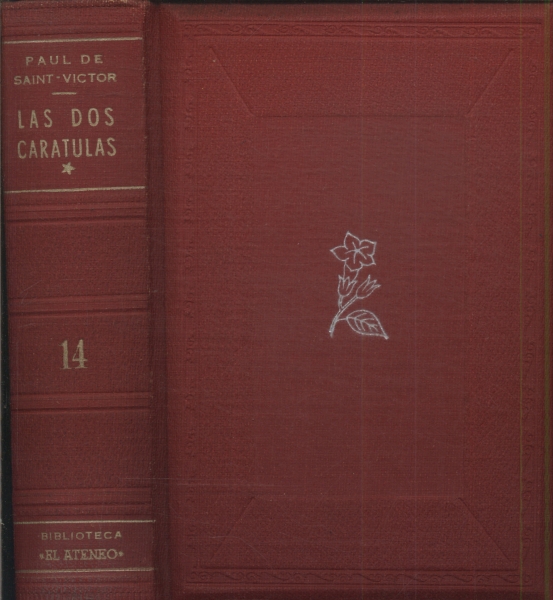 PAUL DE
SAINT-VICTOR
LAS DOS
CARATULAS
14
BIBLIOTECA
«EL ATENEO»